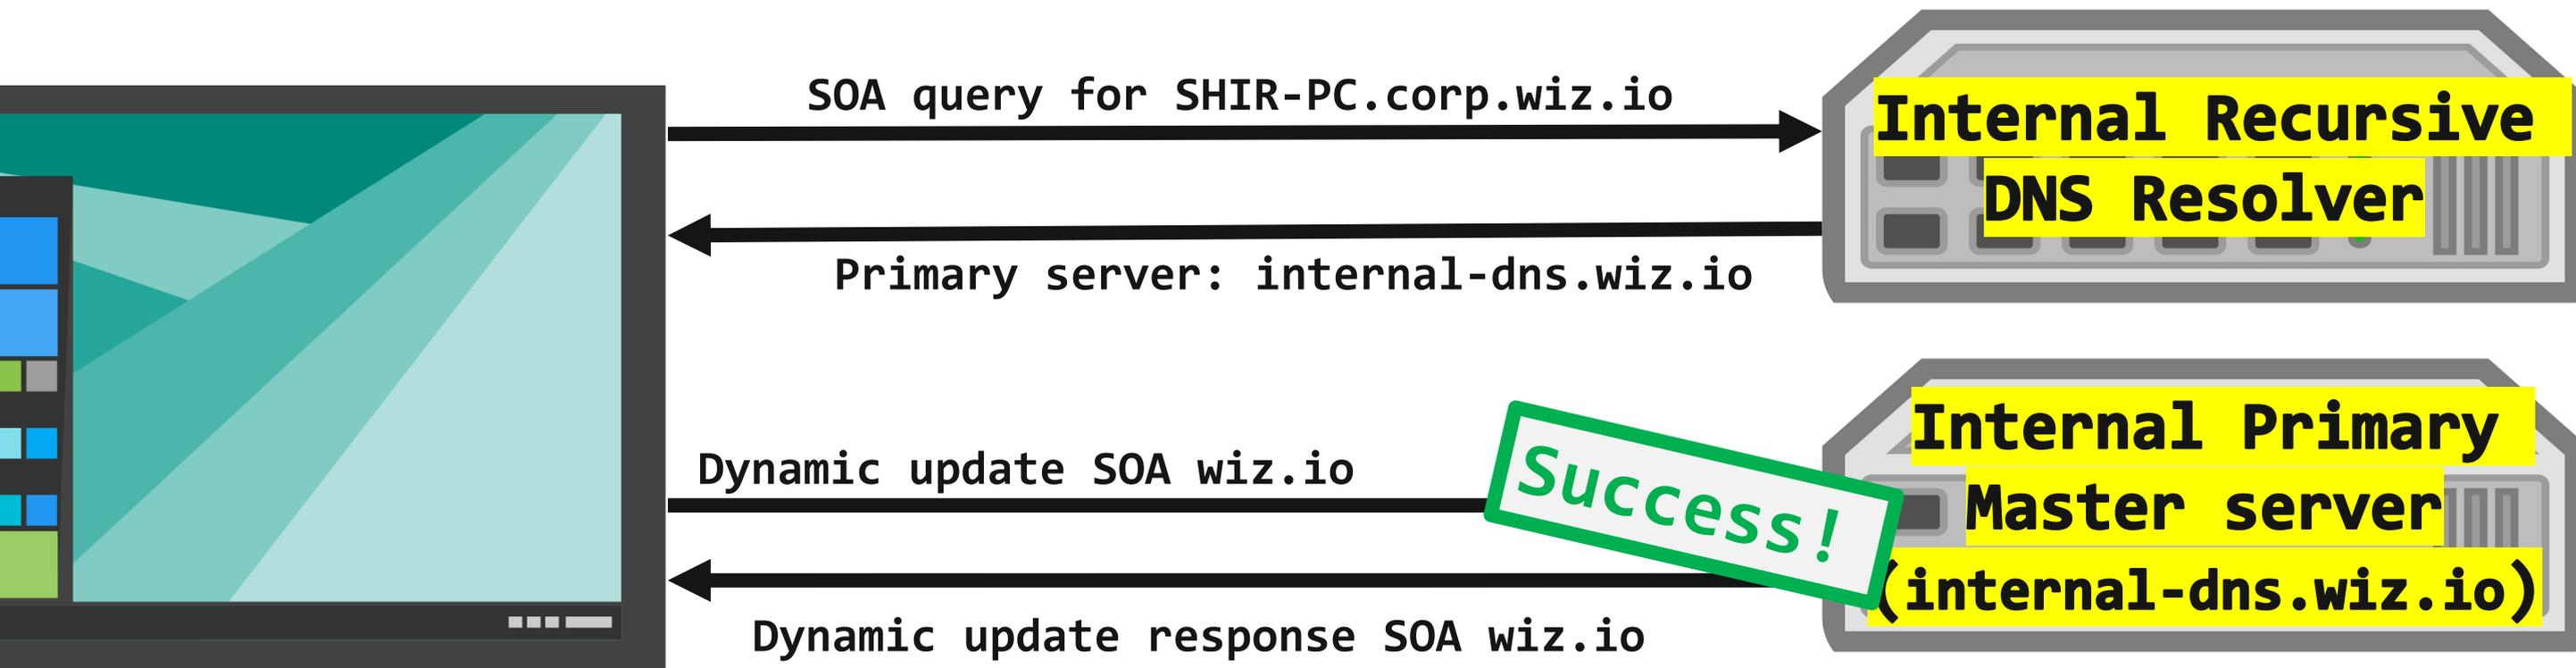 SOA query for SHIR-PC.corp.wiz.io
Internal Recursive
DNS Resolver
Primary server: internal-dns.wiz.io
Dynamic update SOA wiz.io
Success!
Internal Primary
Master server
(internal-dns.wiz.io)
Dynamic update response SOA wiz.io